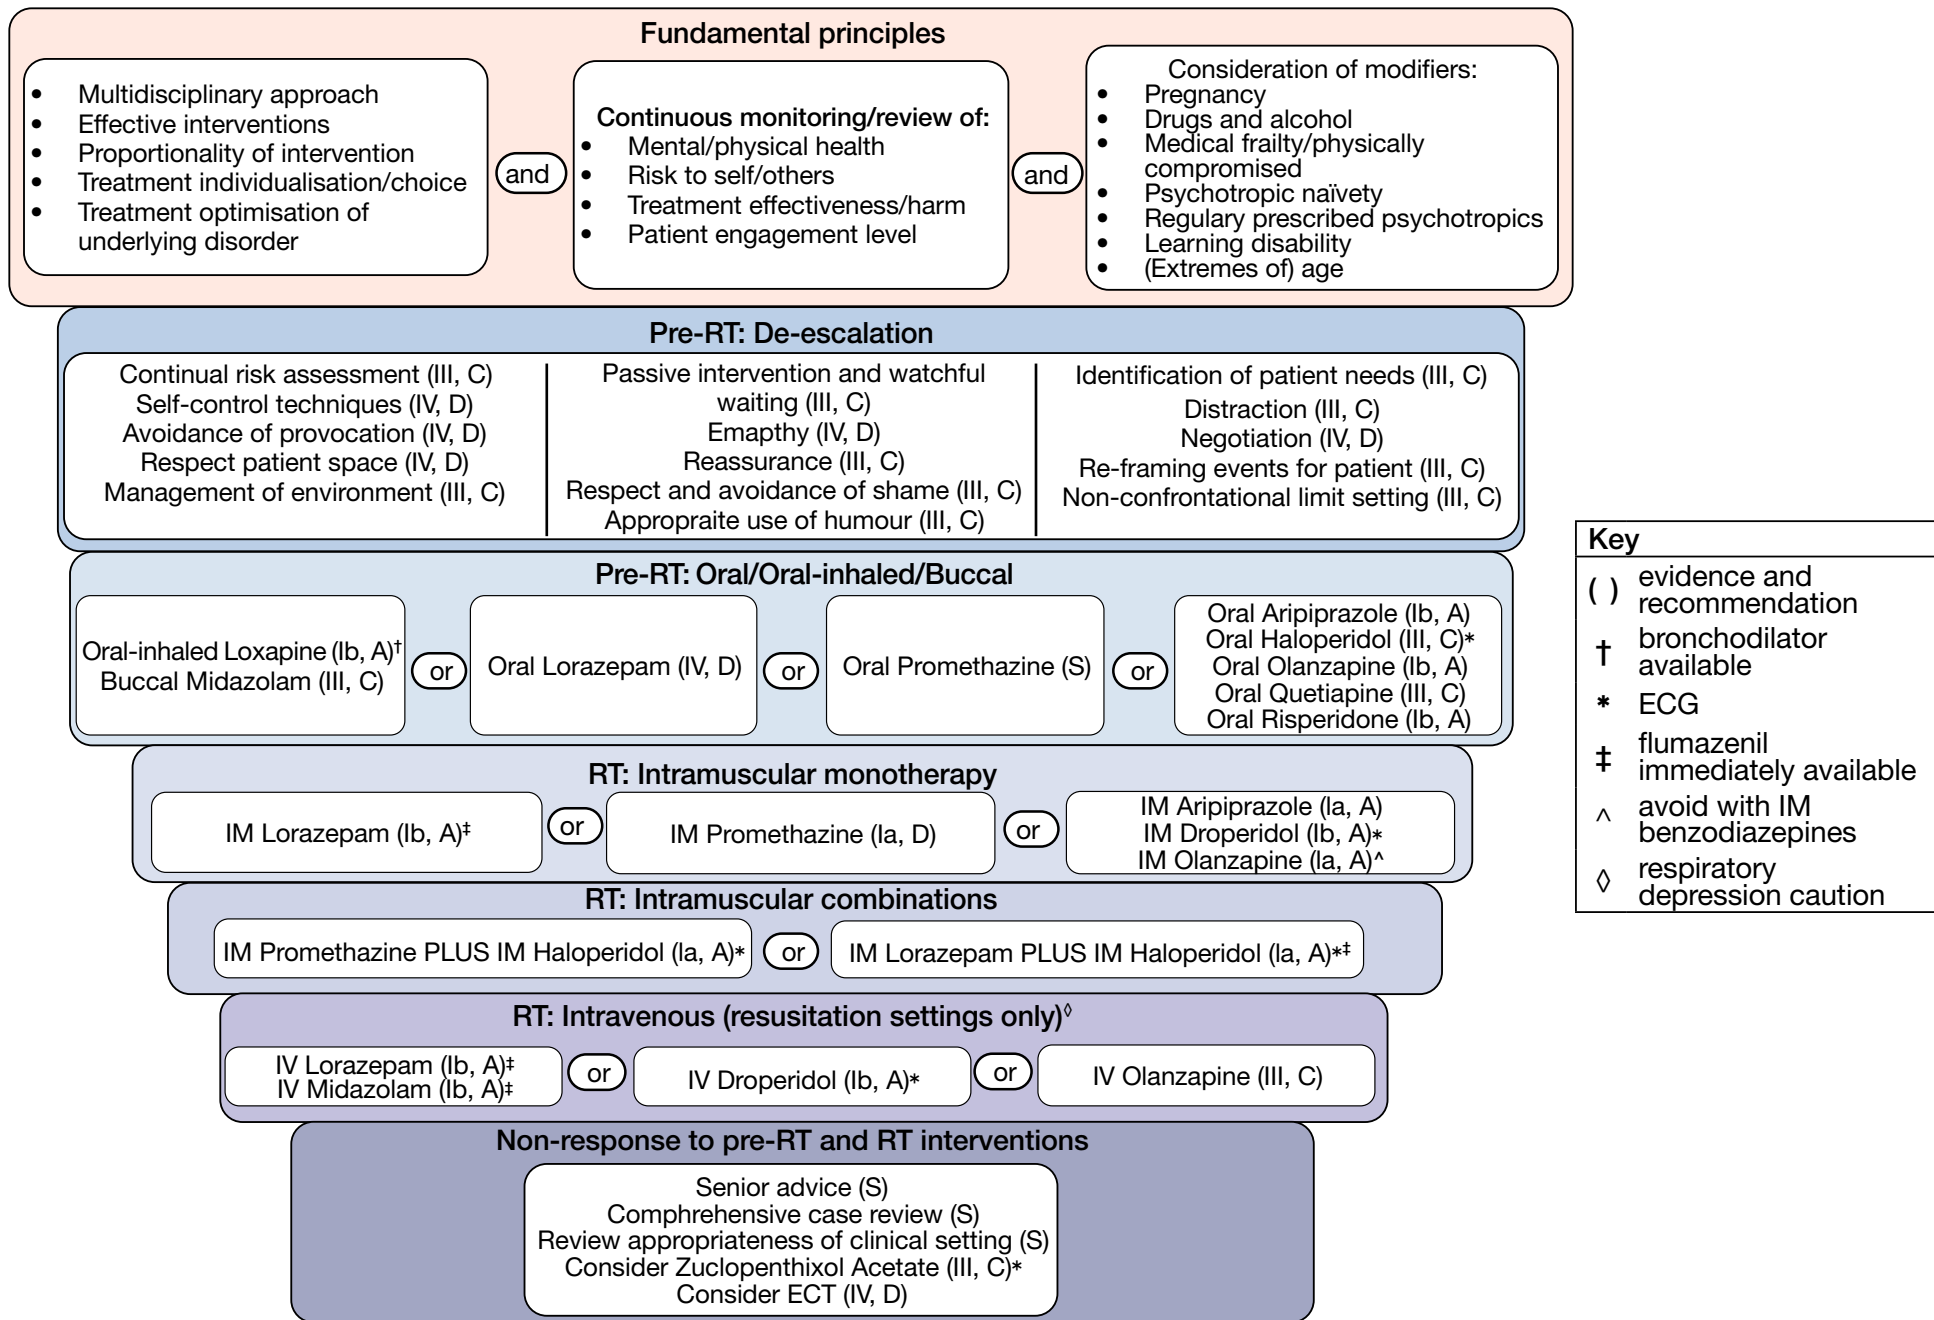 Fundamental principles
• Multidisciplinary approach
• Effective interventions
• Proportionality of intervention
• Treatment individualisation/choice
• Treatment optimisation of
underlying disorder
and
Continuous monitoring/review of:
• Mental/physical health
• Risk to self/others
• Treatment effectiveness/harm
• Patient engagement level
and
Consideration of modifiers:
• Pregnancy
• Drugs and alcohol
• Medical frailty/physically
compromised
• Psychotropic naïvety
• Regulary prescribed psychotropics
• Learning disability
• (Extremes of) age
Pre-RT: De-escalation
Continual risk assessment (III, C)
Self-control techniques (IV, D)
Avoidance of provocation (IV, D)
Respect patient space (IV, D)
Management of environment (III, C)
Passive intervention and watchful
waiting (III, C)
Emapthy (IV, D)
Reassurance (III, C)
Respect and avoidance of shame (III, C)
Appropraite use of humour (III, C)
Identification of patient needs (III, C)
Distraction (III, C)
Negotiation (IV, D)
Re-framing events for patient (III, C)
Non-confrontational limit setting (III, C)
Pre-RT: Oral/Oral-inhaled/Buccal
Oral-inhaled Loxapine (Ib, A)†
Buccal Midazolam (III, C)
or
Oral Lorazepam (IV, D)
or
Oral Promethazine (S)
or
Oral Aripiprazole (Ib, A)
Oral Haloperidol (III, C)*
Oral Olanzapine (Ib, A)
Oral Quetiapine (III, C)
Oral Risperidone (Ib, A)
RT: Intramuscular monotherapy
IM Lorazepam (Ib, A)‡
or
IM Promethazine (Ia, D)
or
IM Aripiprazole (Ia, A)
IM Droperidol (Ib, A)*
IM Olanzapine (Ia, A)^
RT: Intramuscular combinations
IM Promethazine PLUS IM Haloperidol (Ia, A)*
or
IM Lorazepam PLUS IM Haloperidol (Ia, A)*‡
RT: Intravenous (resusitation settings only)◊
IV Lorazepam (Ib, A)‡
IV Midazolam (Ib, A)‡
or
IV Droperidol (Ib, A)*
or
IV Olanzapine (III, C)
Non-response to pre-RT and RT interventions
Senior advice (S)
Comphrehensive case review (S)
Review appropriateness of clinical setting (S)
Consider Zuclopenthixol Acetate (III, C)*
Consider ECT (IV, D)
Key
( ) evidence and
recommendation
† bronchodilator
available
* ECG
‡ flumazenil
immediately available
^ avoid with IM
benzodiazepines
◊ respiratory
depression caution